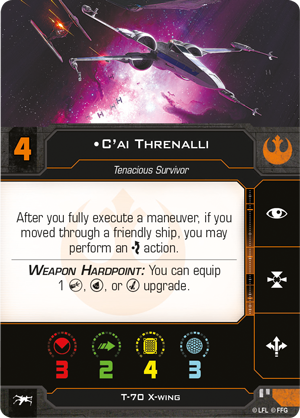 4
•C'ai Threnalli
Tenacious Survivor
After you fully execute a maneuver, if you
moved through a friendly ship, you may
perform an action.
Weapon Hardpoint: You can equip
1 , , or upgrade.
3 2 4 3
T-70 X-wing
© LFL © FFG